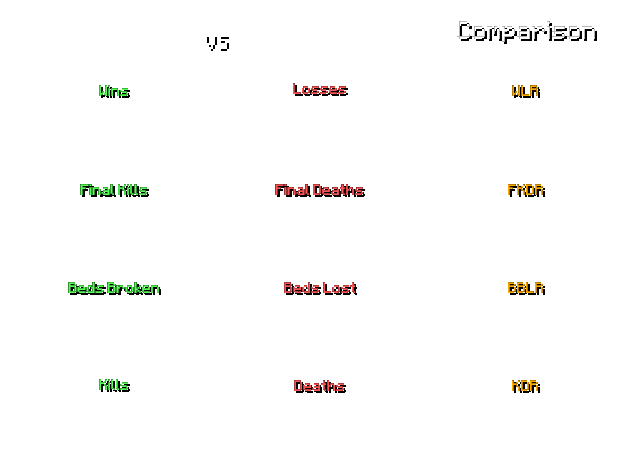 Comparison
VS
Wins Losses WLR
Final Kills Final Deaths FKDR
Beds Broken Beds Lost BBLR
Kills Deaths KDR